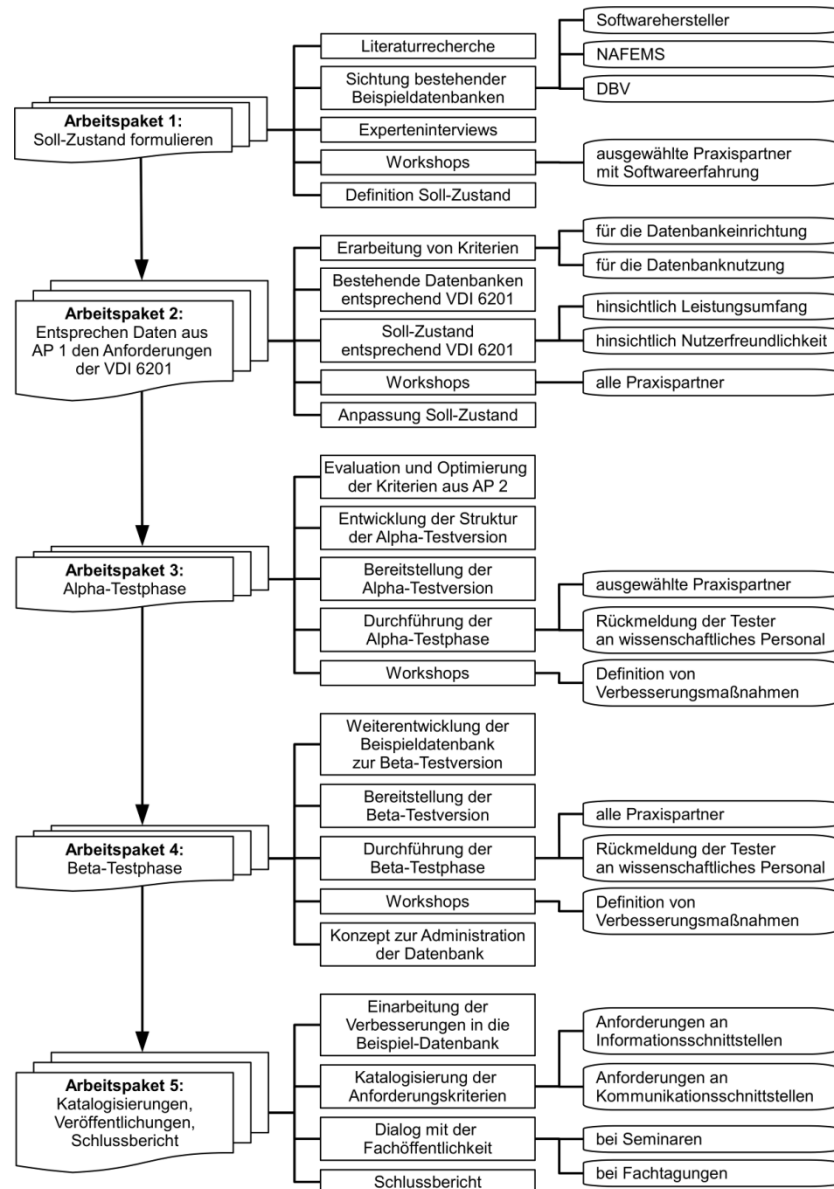 Arbeitspaket 1:
Soll-Zustand formulieren
Literaturrecherche
Sichtung bestehender
Beispieldatenbanken
Softwarehersteller
NAFEMS
DBV
Experteninterviews
Workshops
ausgewählte Praxispartner
mit Softwareerfahrung
Definition Soll-Zustand
Arbeitspaket 2:
Entsprechen Daten aus
AP 1 den Anforderungen
der VDI 6201
Erarbeitung von Kriterien
für die Datenbankeinrichtung
für die Datenbanknutzung
Bestehende Datenbanken
entsprechend VDI 6201
Soll-Zustand
entsprechend VDI 6201
hinsichtlich Leistungsumfang
hinsichtlich Nutzerfreundlichkeit
Workshops
alle Praxispartner
Anpassung Soll-Zustand
Arbeitspaket 3:
Alpha-Testphase
Evaluation und Optimierung
der Kriterien aus AP 2
Entwicklung der Struktur
der Alpha-Testversion
Bereitstellung der
Alpha-Testversion
Durchführung der
Alpha-Testphase
ausgewählte Praxispartner
Rückmeldung der Tester
an wissenschaftliches Personal
Workshops
Definition von
Verbesserungsmaßnahmen
Arbeitspaket 4:
Beta-Testphase
Weiterentwicklung der
Beispieldatenbank
zur Beta-Testversion
Bereitstellung der
Beta-Testversion
Durchführung der
Beta-Testphase
alle Praxispartner
Rückmeldung der Tester
an wissenschaftliches Personal
Workshops
Definition von
Verbesserungsmaßnahmen
Konzept zur Administration
der Datenbank
Arbeitspaket 5:
Katalogisierungen,
Veröffentlichungen,
Schlussbericht
Einarbeitung der
Verbesserungen in die
Beispiel-Datenbank
Katalogisierung der
Anforderungskriterien
Anforderungen an
Informationsschnittstellen
Anforderungen an
Kommunikationsschnittstellen
Dialog mit der
Fachöffentlichkeit
bei Seminaren
bei Fachtagungen
Schlussbericht